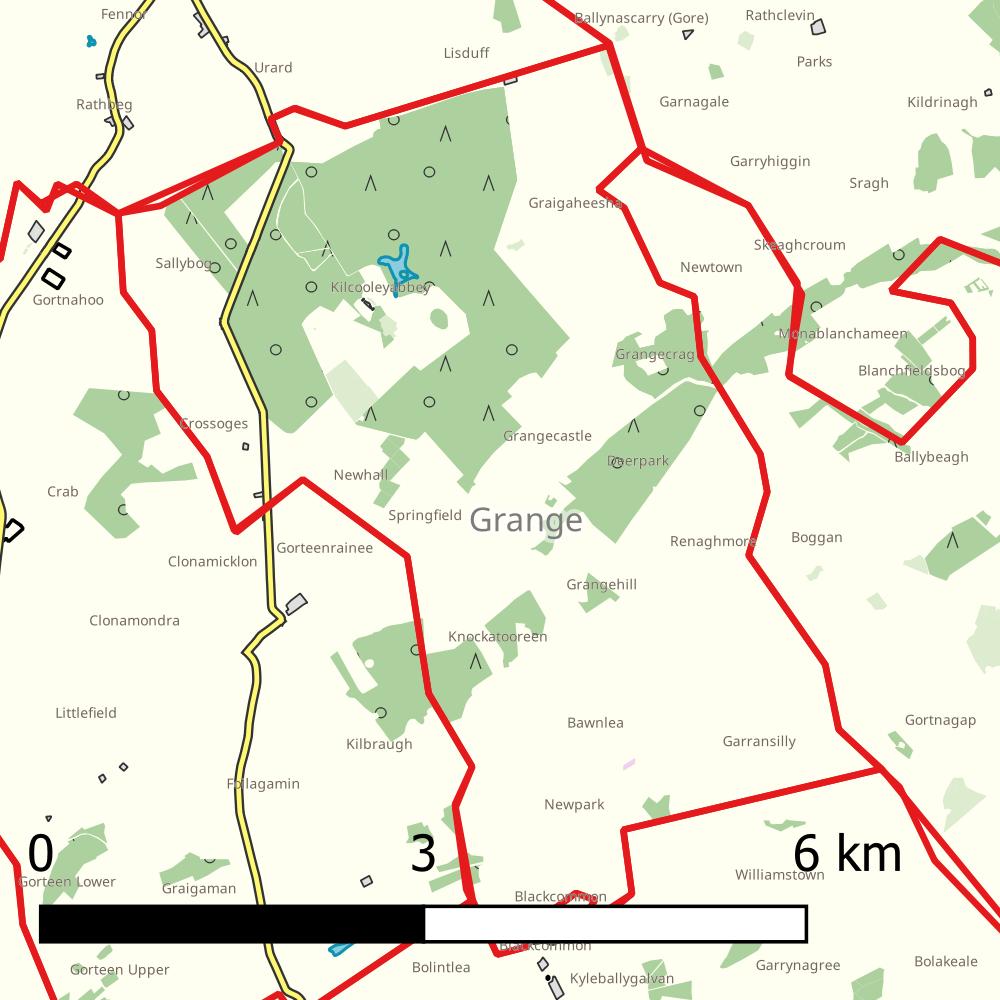 Fennor
Ballynascarry (Gore)
Rathclevin
Lisduff
Parks
Urard
Rathbeg
Garnagale
Kildrinagh
Garryhiggin
Sragh
Graigaheesha
Skeaghcroum
Sallybog
Newtown
Kilcooleyabbey
Gortnahoo
Monablanchameen
Grangecrag
Blanchfieldsbog
Crossoges
Grangecastle
Ballybeagh
Deerpark
Newhall
Crab
Springfield
Grange
Gorteenrainee
Renaghmore
Boggan
Clonamicklon
Grangehill
Clonamondra
Knockatooreen
Littlefield
Bawnlea
Gortnagap
Kilbraugh
Garransilly
Foilagamin
Newpark
0
3
6 km
Gorteen Lower
Graigaman
Williamstown
Blackcommon
Blackcommon
Gorteen Upper
Bolintlea
Kyleballygalvan
Garrynagree
Bolakeale